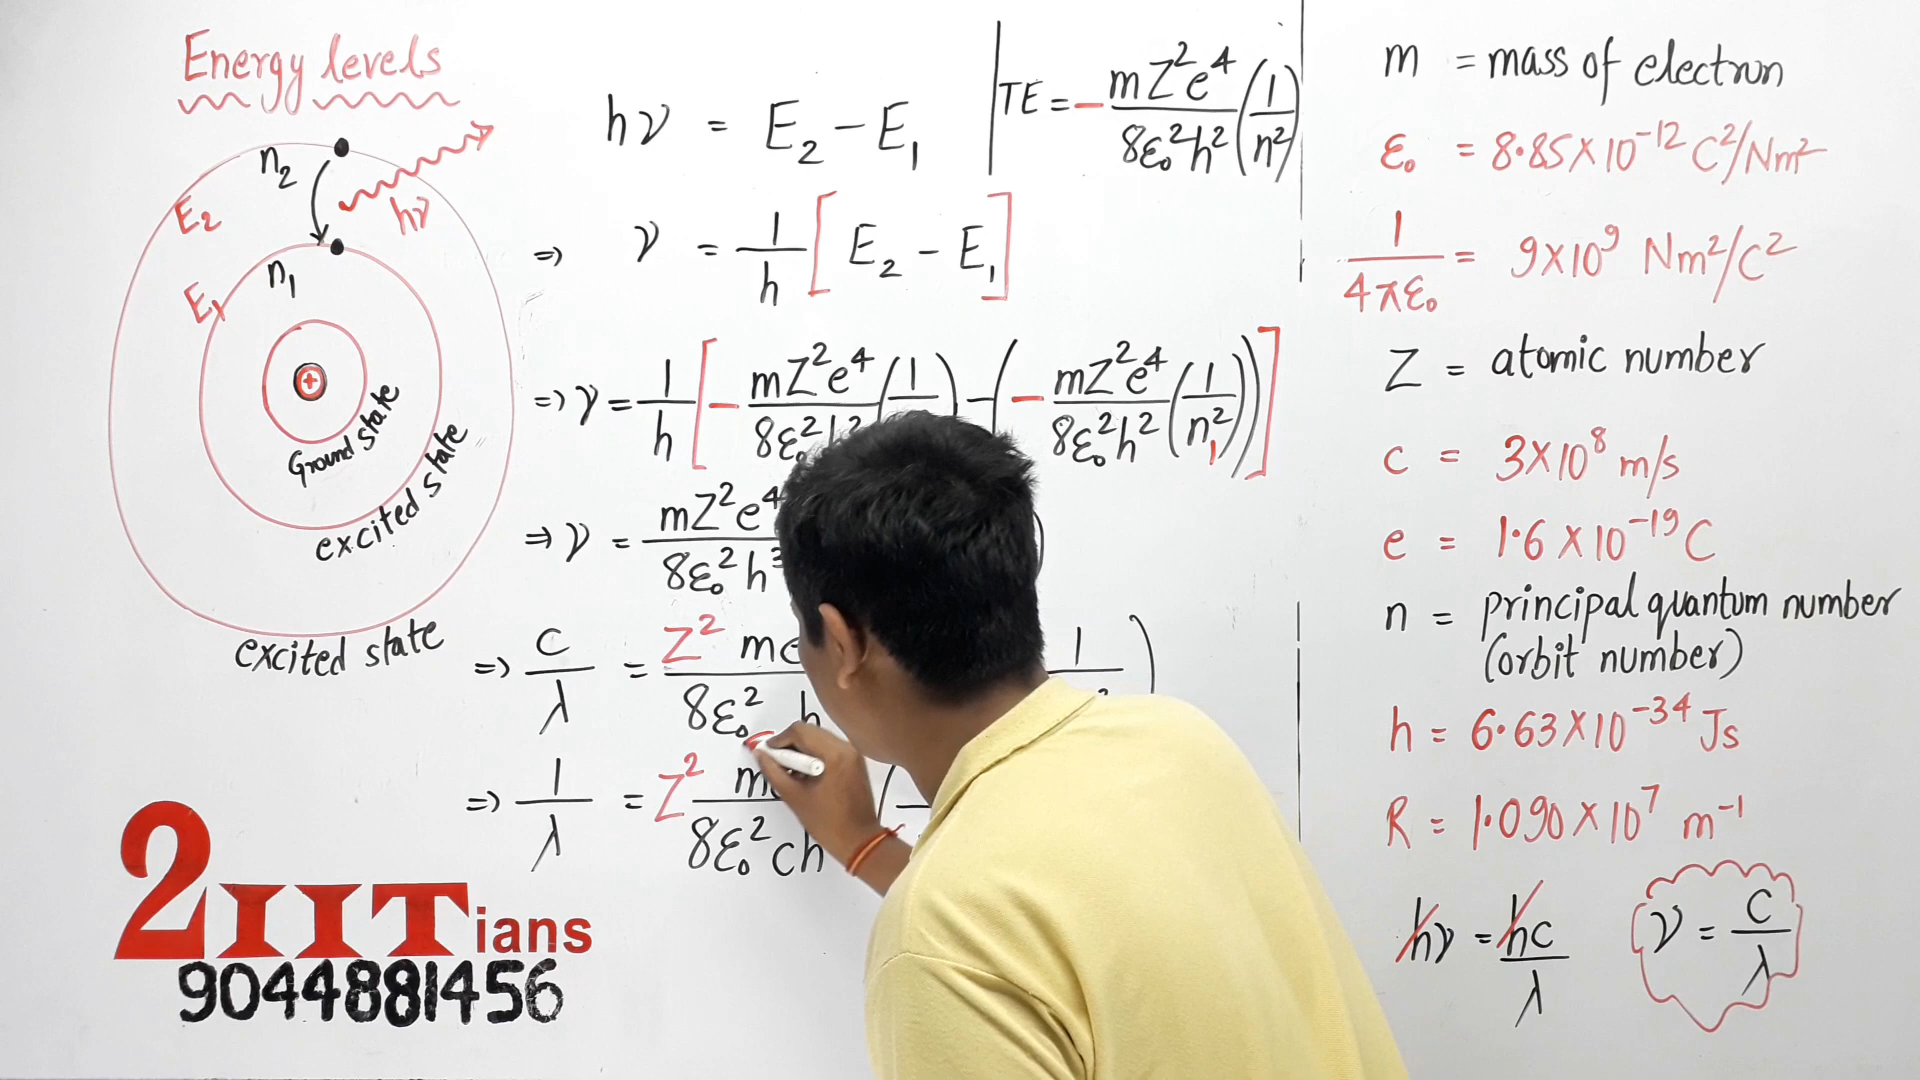 Energy levels
n₂
E₂
hν
n₁
E₁
+
Ground state
excited state
excited state
hν = E₂ − E₁
TE = − mZ²e⁴/8ε₀²h² (1/n²)
⇒ ν = 1/h [E₂ − E₁]
⇒ ν = 1/h [− mZ²e⁴/8ε₀²h² (1/ ) − (− mZ²e⁴/8ε₀²h² (1/n₁²))]
⇒ ν = mZ²e⁴/8ε₀²h³
⇒ c/λ = Z² me/8ε₀² h 1/ )
⇒ 1/λ = Z² m/8ε₀²ch (
m = mass of electron
ε₀ = 8.85×10⁻¹² C²/Nm²
1/4πε₀ = 9×10⁹ Nm²/C²
Z = atomic number
c = 3×10⁸ m/s
e = 1.6×10⁻¹⁹ C
n = principal quantum number
(orbit number)
h = 6.63×10⁻³⁴ Js
R = 1.090×10⁷ m⁻¹
hν = hc/λ
ν = c/λ
2IITians
9044881456